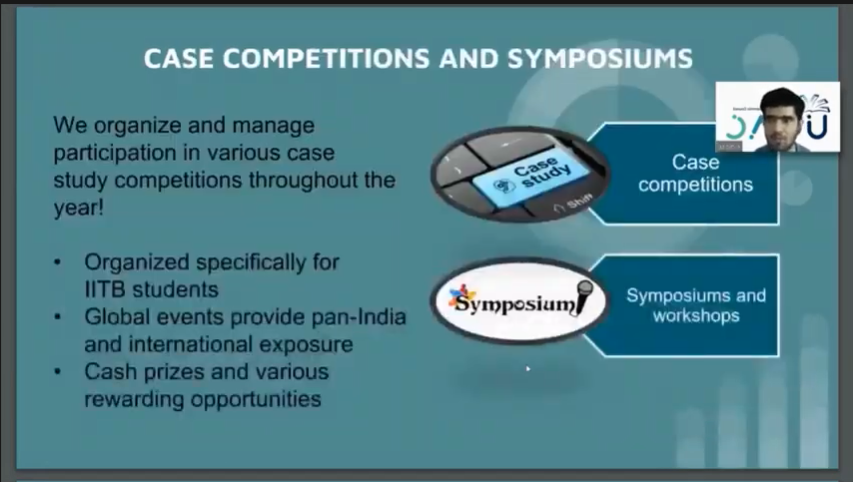 CASE COMPETITIONS AND SYMPOSIUMS
We organize and manage
participation in various case
study competitions throughout the
year!
• Organized specifically for
IITB students
• Global events provide pan-India
and international exposure
• Cash prizes and various
rewarding opportunities
Case
study
Shift
Case
competitions
Symposium
Symposiums and
workshops